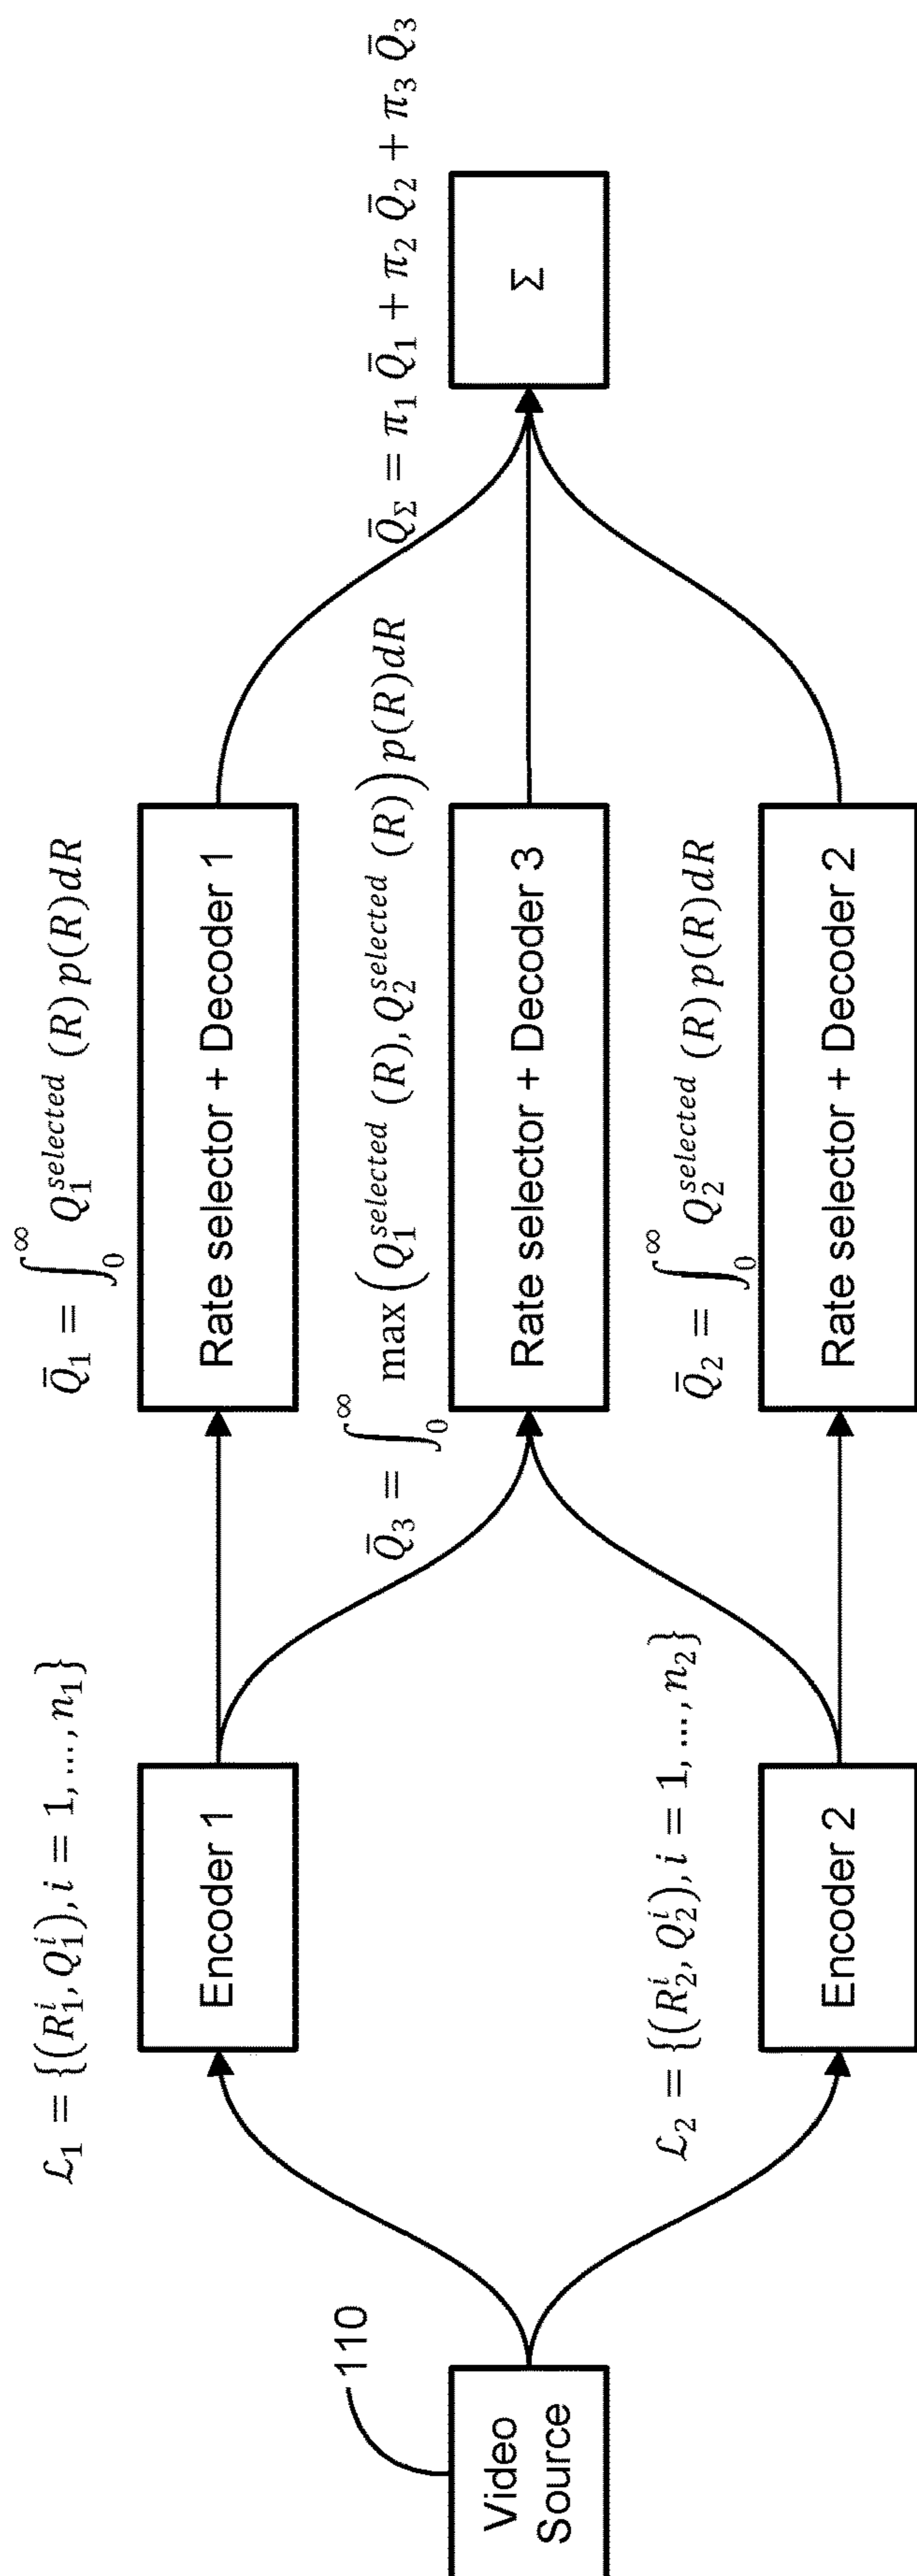 110
Video
Source
ℒ₁ = {(R₁ⁱ, Q₁ⁱ), i = 1, …, n₁}
Encoder 1
ℒ₂ = {(R₂ⁱ, Q₂ⁱ), i = 1, …, n₂}
Encoder 2
Q̄₁ = ∫₀^∞ Q₁^selected (R) p(R)dR
Rate selector + Decoder 1
Q̄₃ = ∫₀^∞ max(Q₁^selected (R), Q₂^selected (R)) p(R)dR
Rate selector + Decoder 3
Q̄₂ = ∫₀^∞ Q₂^selected (R) p(R)dR
Rate selector + Decoder 2
Q̄_Σ = π₁ Q̄₁ + π₂ Q̄₂ + π₃ Q̄₃
Σ